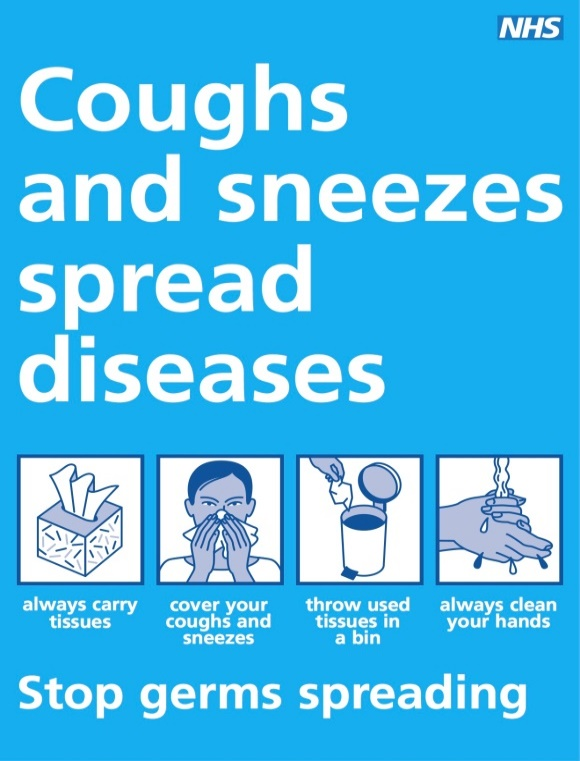 NHS
Coughs
and sneezes
spread
diseases
always carry
tissues
cover your
coughs and
sneezes
throw used
tissues in
a bin
always clean
your hands
Stop germs spreading